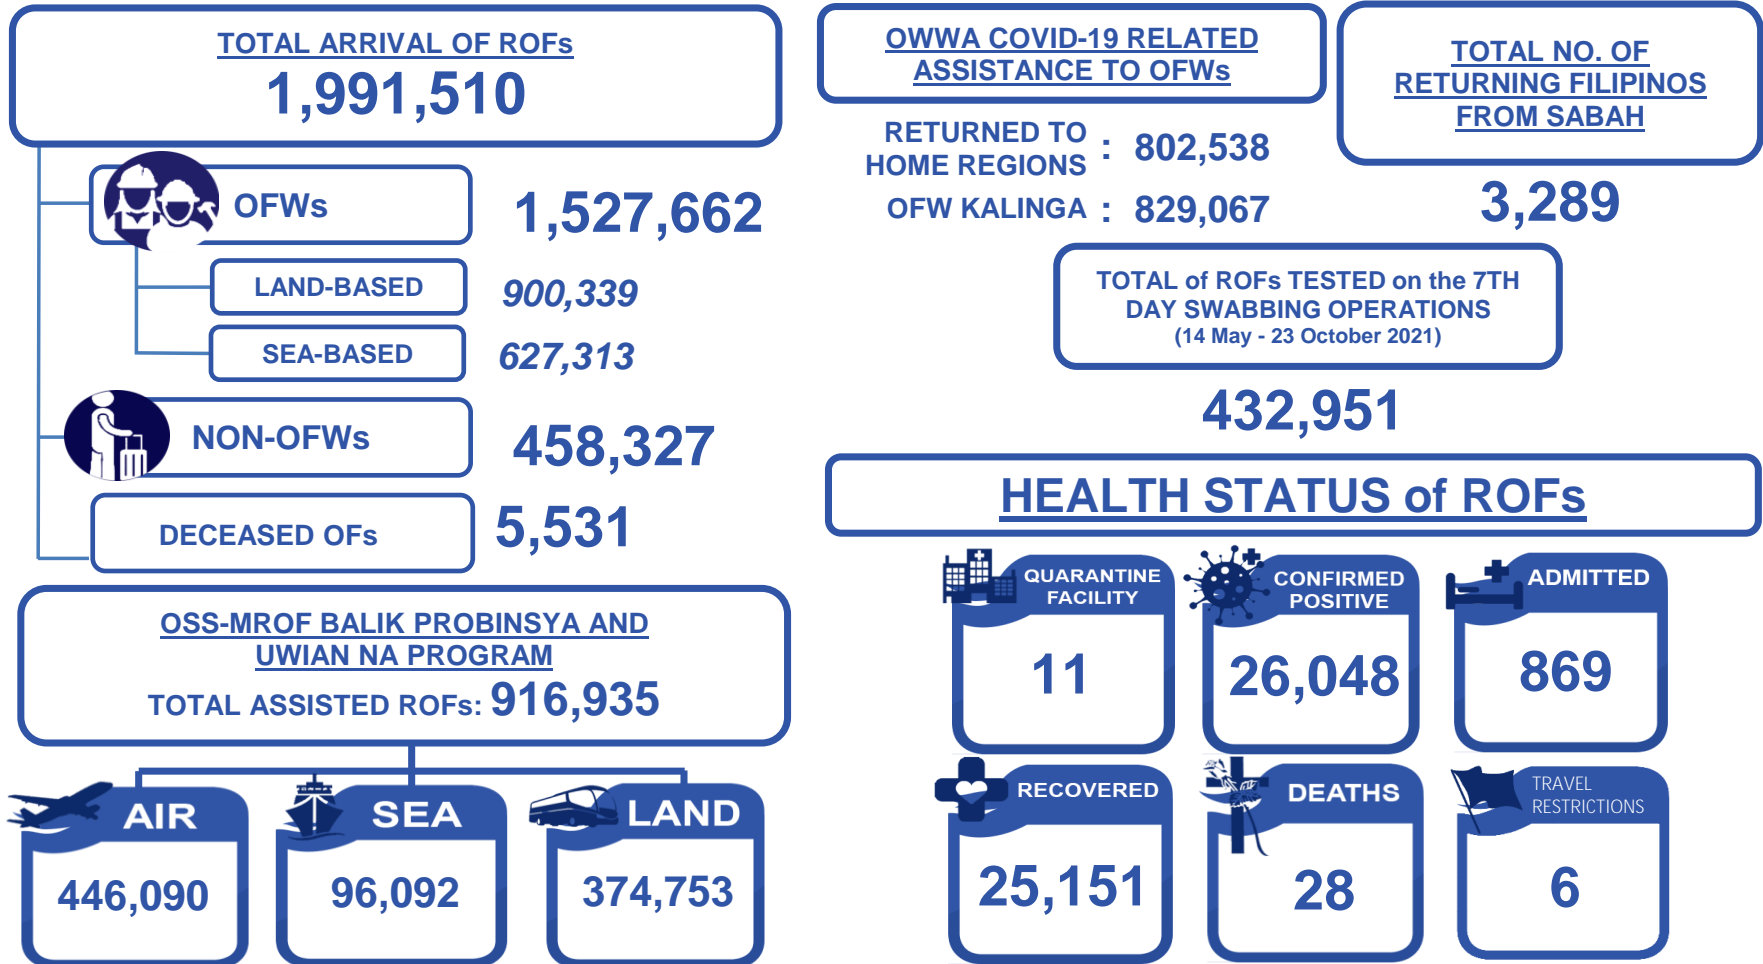 TOTAL ARRIVAL OF ROFs
1,991,510
OFWs
1,527,662
LAND-BASED
900,339
SEA-BASED
627,313
NON-OFWs
458,327
DECEASED OFs
5,531
OSS-MROF BALIK PROBINSYA AND
UWIAN NA PROGRAM
TOTAL ASSISTED ROFs: 916,935
AIR
446,090
SEA
96,092
LAND
374,753
OWWA COVID-19 RELATED
ASSISTANCE TO OFWs
RETURNED TO
HOME REGIONS : 802,538
OFW KALINGA : 829,067
TOTAL NO. OF
RETURNING FILIPINOS
FROM SABAH
3,289
TOTAL of ROFs TESTED on the 7TH
DAY SWABBING OPERATIONS
(14 May - 23 October 2021)
432,951
HEALTH STATUS of ROFs
QUARANTINE
FACILITY
11
CONFIRMED
POSITIVE
26,048
ADMITTED
869
RECOVERED
25,151
DEATHS
28
TRAVEL
RESTRICTIONS
6